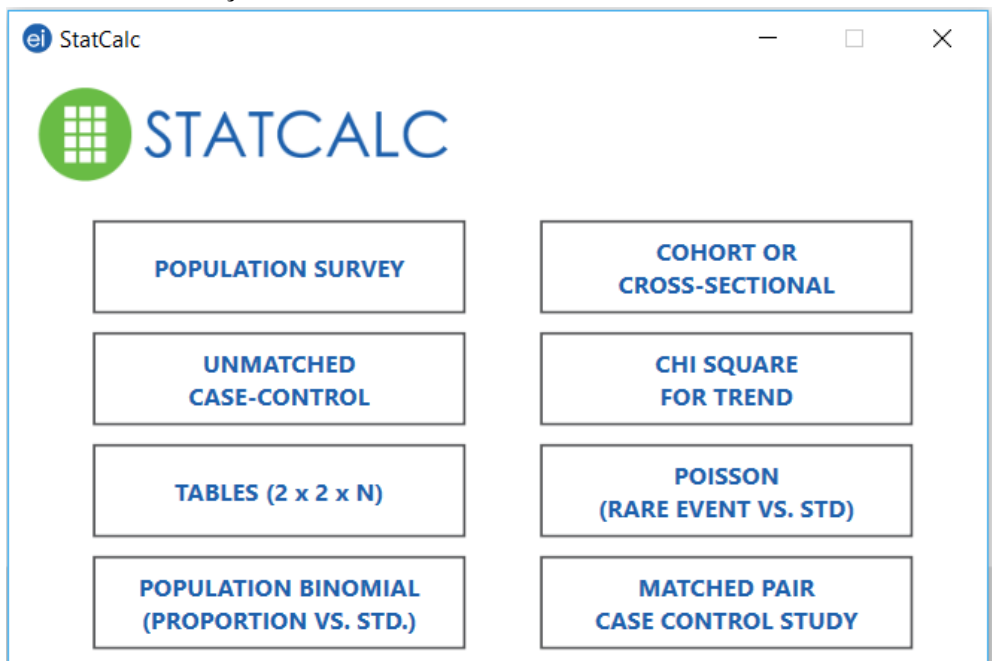 ei StatCalc
STATCALC
POPULATION SURVEY
COHORT OR
CROSS-SECTIONAL
UNMATCHED
CASE-CONTROL
CHI SQUARE
FOR TREND
TABLES (2 x 2 x N)
POISSON
(RARE EVENT VS. STD)
POPULATION BINOMIAL
(PROPORTION VS. STD.)
MATCHED PAIR
CASE CONTROL STUDY